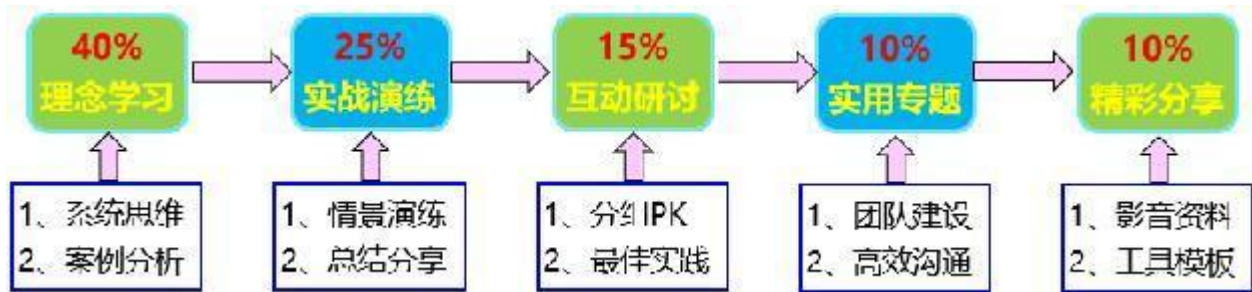 40%
理念学习
25%
实战演练
15%
互动研讨
10%
实用专题
10%
精彩分享
1、系统思维
2、案例分析
1、情景演练
2、总结分享
1、分组PK
2、最佳实践
1、团队建设
2、高效沟通
1、影音资料
2、工具模板